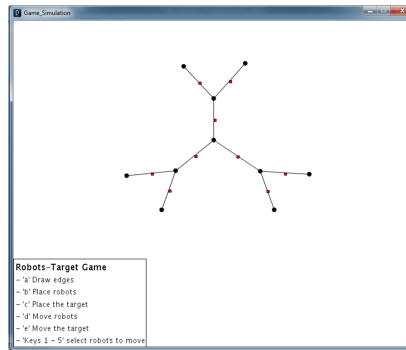 Game_Simulation
Robots-Target Game
- 'a' Draw edges
- 'b' Place robots
- 'c' Place the target
- 'd' Move robots
- 'e' Move the target
- 'Keys 1 - 5' select robots to move